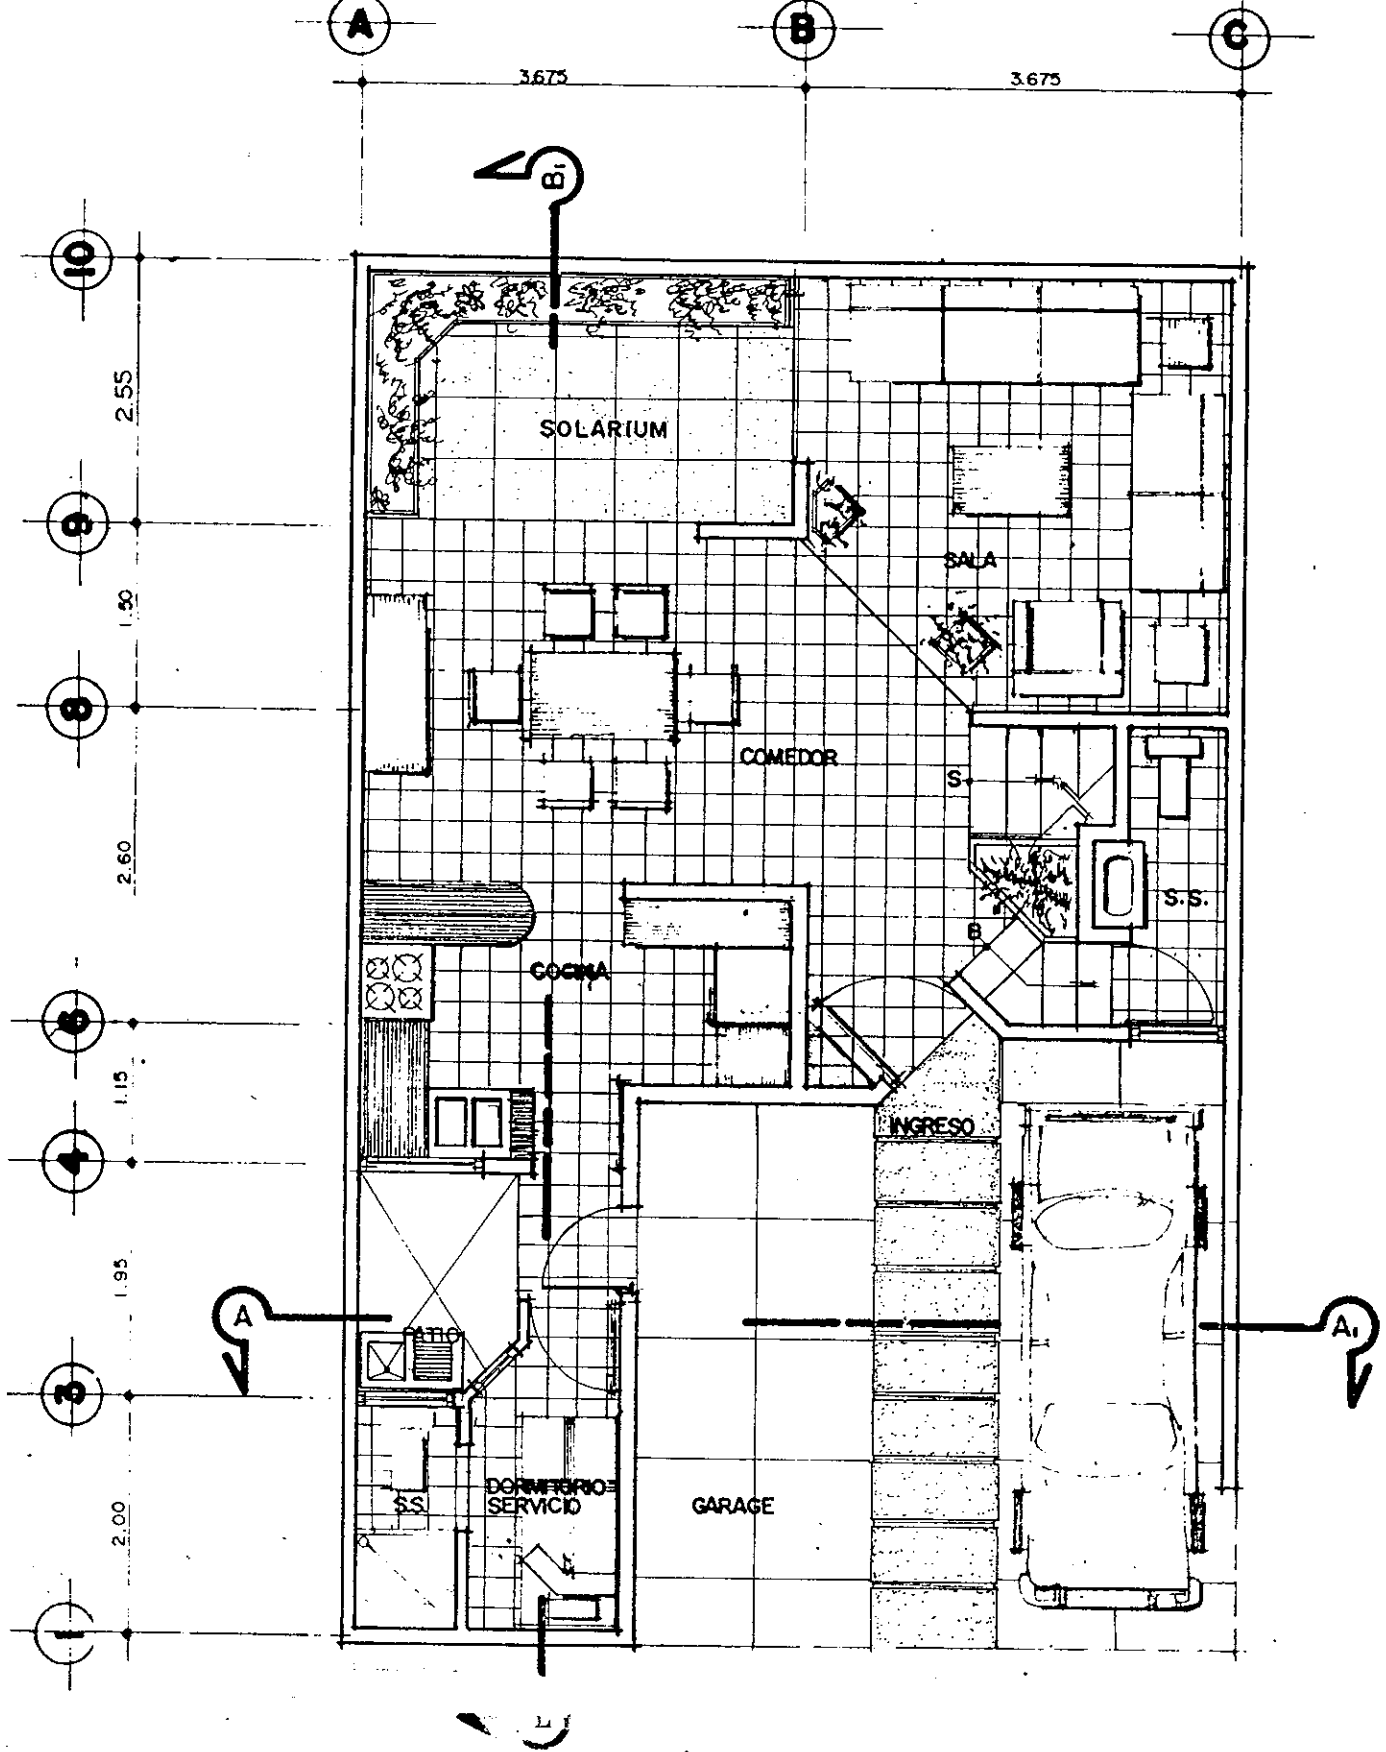 A
B
C
3.675
3.675
B₁
10
2.55
SOLARIUM
9
SALA
1.50
8
COMEDOR
S
2.60
S.S.
B
COCINA
6
1.15
INGRESO
4
1.95
A
PATIO
A₁
3
DORMITORIO
SERVICIO
S.S.
GARAGE
2.00
1